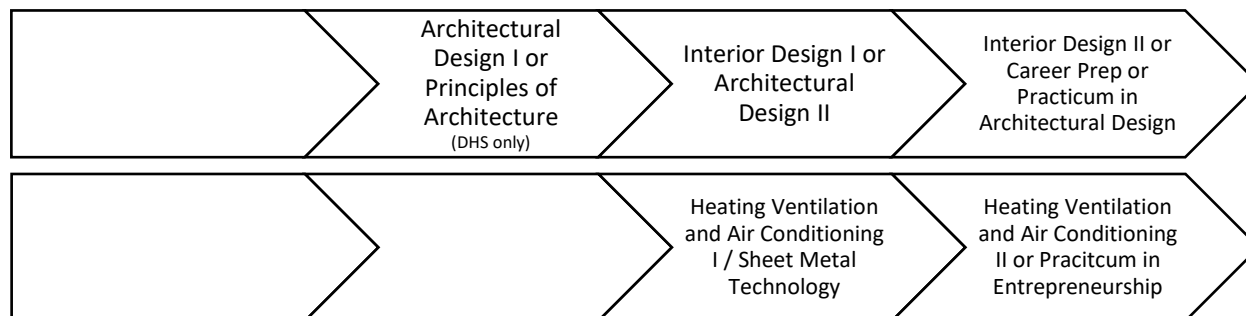 Architectural
Design I or
Principles of
Architecture
(DHS only)
Interior Design I or
Architectural
Design II
Interior Design II or
Career Prep or
Practicum in
Architectural Design
Heating Ventilation
and Air Conditioning
I / Sheet Metal
Technology
Heating Ventilation
and Air Conditioning
II or Pracitcum in
Entrepreneurship